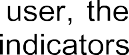 user, the
indicators